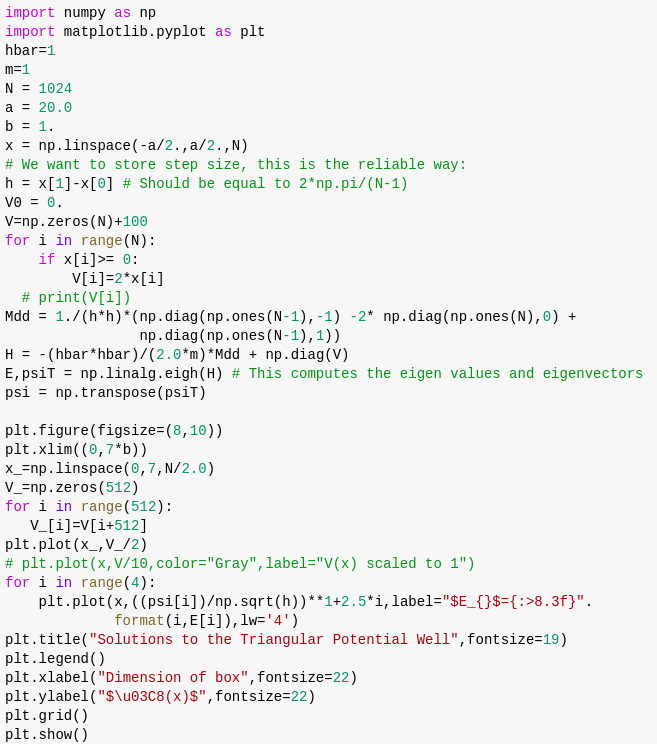 import numpy as np
import matplotlib.pyplot as plt
hbar=1
m=1
N = 1024
a = 20.0
b = 1.
x = np.linspace(-a/2.,a/2.,N)
# We want to store step size, this is the reliable way:
h = x[1]-x[0] # Should be equal to 2*np.pi/(N-1)
V0 = 0.
V=np.zeros(N)+100
for i in range(N):
    if x[i]>= 0:
        V[i]=2*x[i]
  # print(V[i])
Mdd = 1./(h*h)*(np.diag(np.ones(N-1),-1) -2* np.diag(np.ones(N),0) +
                np.diag(np.ones(N-1),1))
H = -(hbar*hbar)/(2.0*m)*Mdd + np.diag(V)
E,psiT = np.linalg.eigh(H) # This computes the eigen values and eigenvectors
psi = np.transpose(psiT)

plt.figure(figsize=(8,10))
plt.xlim((0,7*b))
x_=np.linspace(0,7,N/2.0)
V_=np.zeros(512)
for i in range(512):
   V_[i]=V[i+512]
plt.plot(x_,V_/2)
# plt.plot(x,V/10,color="Gray",label="V(x) scaled to 1")
for i in range(4):
    plt.plot(x,((psi[i])/np.sqrt(h))**1+2.5*i,label="$E_{}$={:>8.3f}".
             format(i,E[i]),lw='4')
plt.title("Solutions to the Triangular Potential Well",fontsize=19)
plt.legend()
plt.xlabel("Dimension of box",fontsize=22)
plt.ylabel("$\u03C8(x)$",fontsize=22)
plt.grid()
plt.show()